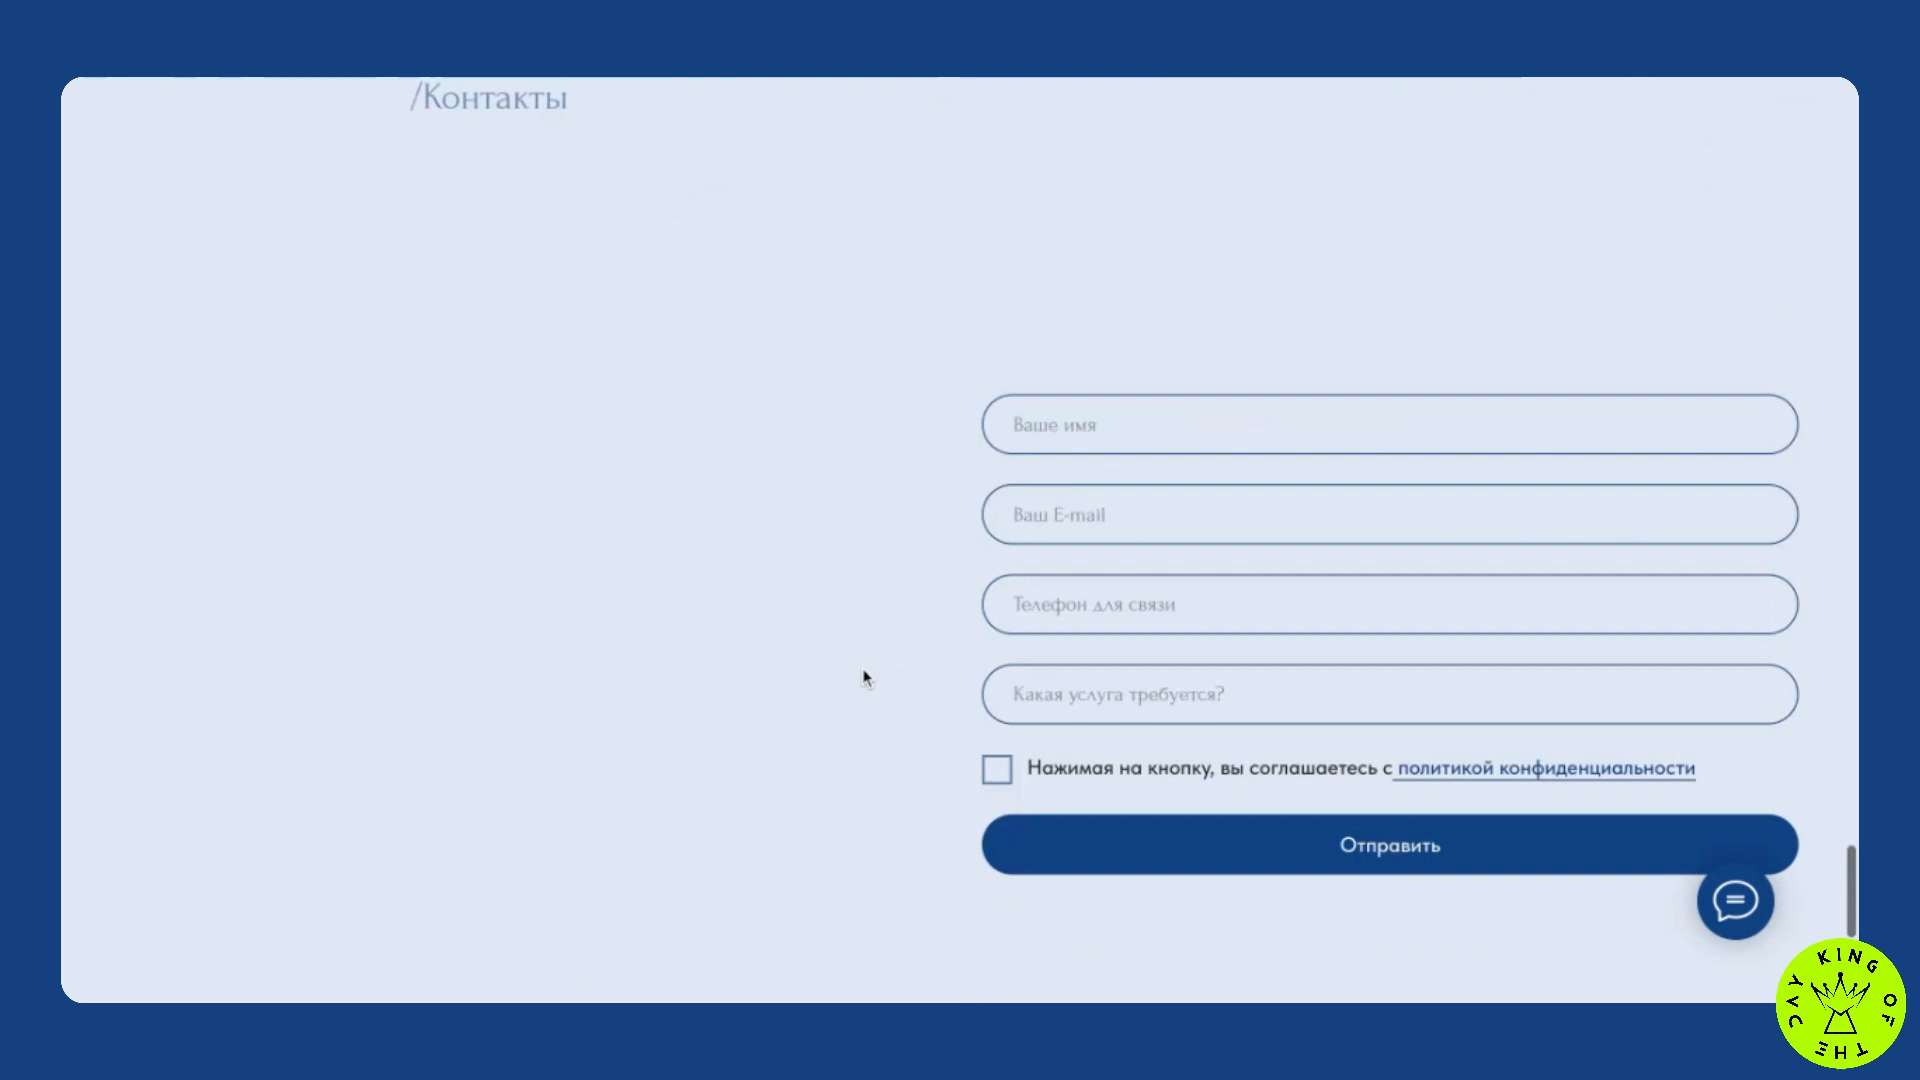 /Контакты
Ваше имя
Ваш E-mail
Телефон для связи
Какая услуга требуется?
Нажимая на кнопку, вы соглашаетесь с политикой конфиденциальности
Отправить
KING OF THE DAY